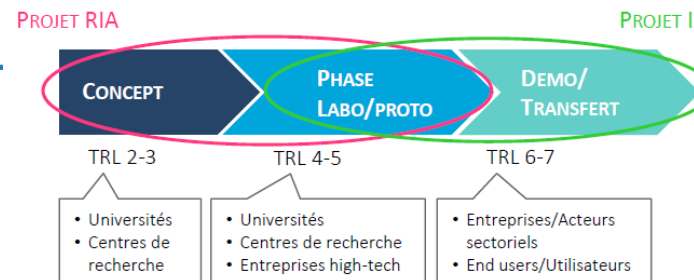 PROJET RIA
PROJET I
CONCEPT
PHASE
LABO/PROTO
DEMO/
TRANSFERT
TRL 2-3
TRL 4-5
TRL 6-7
• Universités
• Centres de
recherche
• Universités
• Centres de recherche
• Entreprises high-tech
• Entreprises/Acteurs
sectoriels
• End users/Utilisateurs